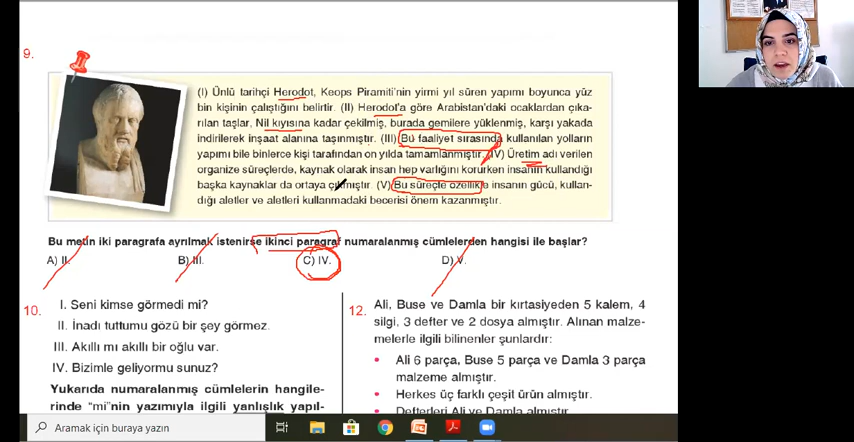 9.
(I) Ünlü tarihçi Herodot, Keops Piramiti'nin yirmi yıl süren yapımı boyunca yüz
bin kişinin çalıştığını belirtir. (II) Herodot'a göre Arabistan'daki ocaklardan çıka-
rılan taşlar, Nil kıyısına kadar çekilmiş, burada gemilere yüklenmiş, karşı yakada
indirilerek inşaat alanına taşınmıştır. (III) Bu faaliyet sırasında kullanılan yolların
yapımı bile binlerce kişi tarafından on yılda tamamlanmıştır. (IV) Üretim adı verilen
organize süreçlerde, kaynak olarak insan hep varlığını korurken insanın kullandığı
başka kaynaklar da ortaya çıkmıştır. (V) Bu süreçle özellikle insanın gücü, kullan-
dığı aletler ve aletleri kullanmadaki becerisi önem kazanmıştır.
Bu metin iki paragrafa ayrılmak istenirse ikinci paragraf numaralanmış cümlelerden hangisi ile başlar?
A) II. B) III. C) IV. D) V.
10.
I. Seni kimse görmedi mi?
II. İnadı tuttumu gözü bir şey görmez.
III. Akıllı mı akıllı bir oğlu var.
IV. Bizimle geliyormu sunuz?
Yukarıda numaralanmış cümlelerin hangile-
rinde "mi"nin yazımıyla ilgili yanlışlık yapıl-
12.
Ali, Buse ve Damla bir kırtasiyeden 5 kalem, 4
silgi, 3 defter ve 2 dosya almıştır. Alınan malze-
melerle ilgili bilinenler şunlardır:
• Ali 6 parça, Buse 5 parça ve Damla 3 parça
malzeme almıştır.
• Herkes üç farklı çeşit ürün almıştır.
• Defterleri Ali ve Damla almıştır.
Aramak için buraya yazın